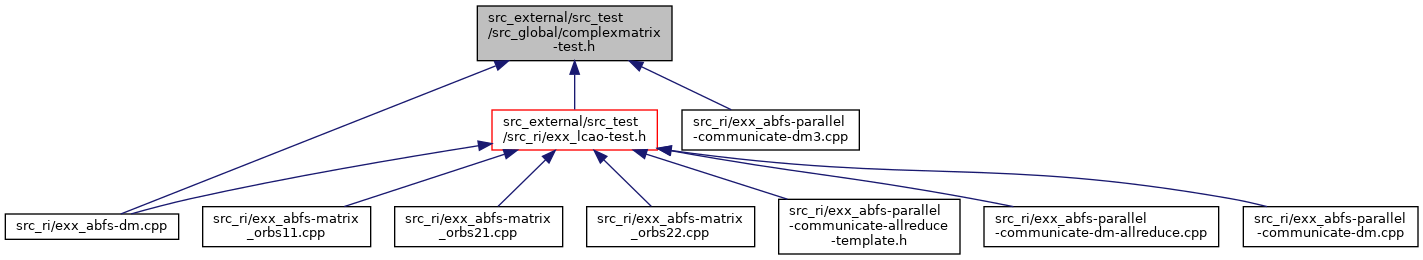 src_external/src_test
/src_global/complexmatrix
-test.h
src_external/src_test
/src_ri/exx_lcao-test.h
src_ri/exx_abfs-parallel
-communicate-dm3.cpp
src_ri/exx_abfs-dm.cpp
src_ri/exx_abfs-matrix
_orbs11.cpp
src_ri/exx_abfs-matrix
_orbs21.cpp
src_ri/exx_abfs-matrix
_orbs22.cpp
src_ri/exx_abfs-parallel
-communicate-allreduce
-template.h
src_ri/exx_abfs-parallel
-communicate-dm-allreduce.cpp
src_ri/exx_abfs-parallel
-communicate-dm.cpp